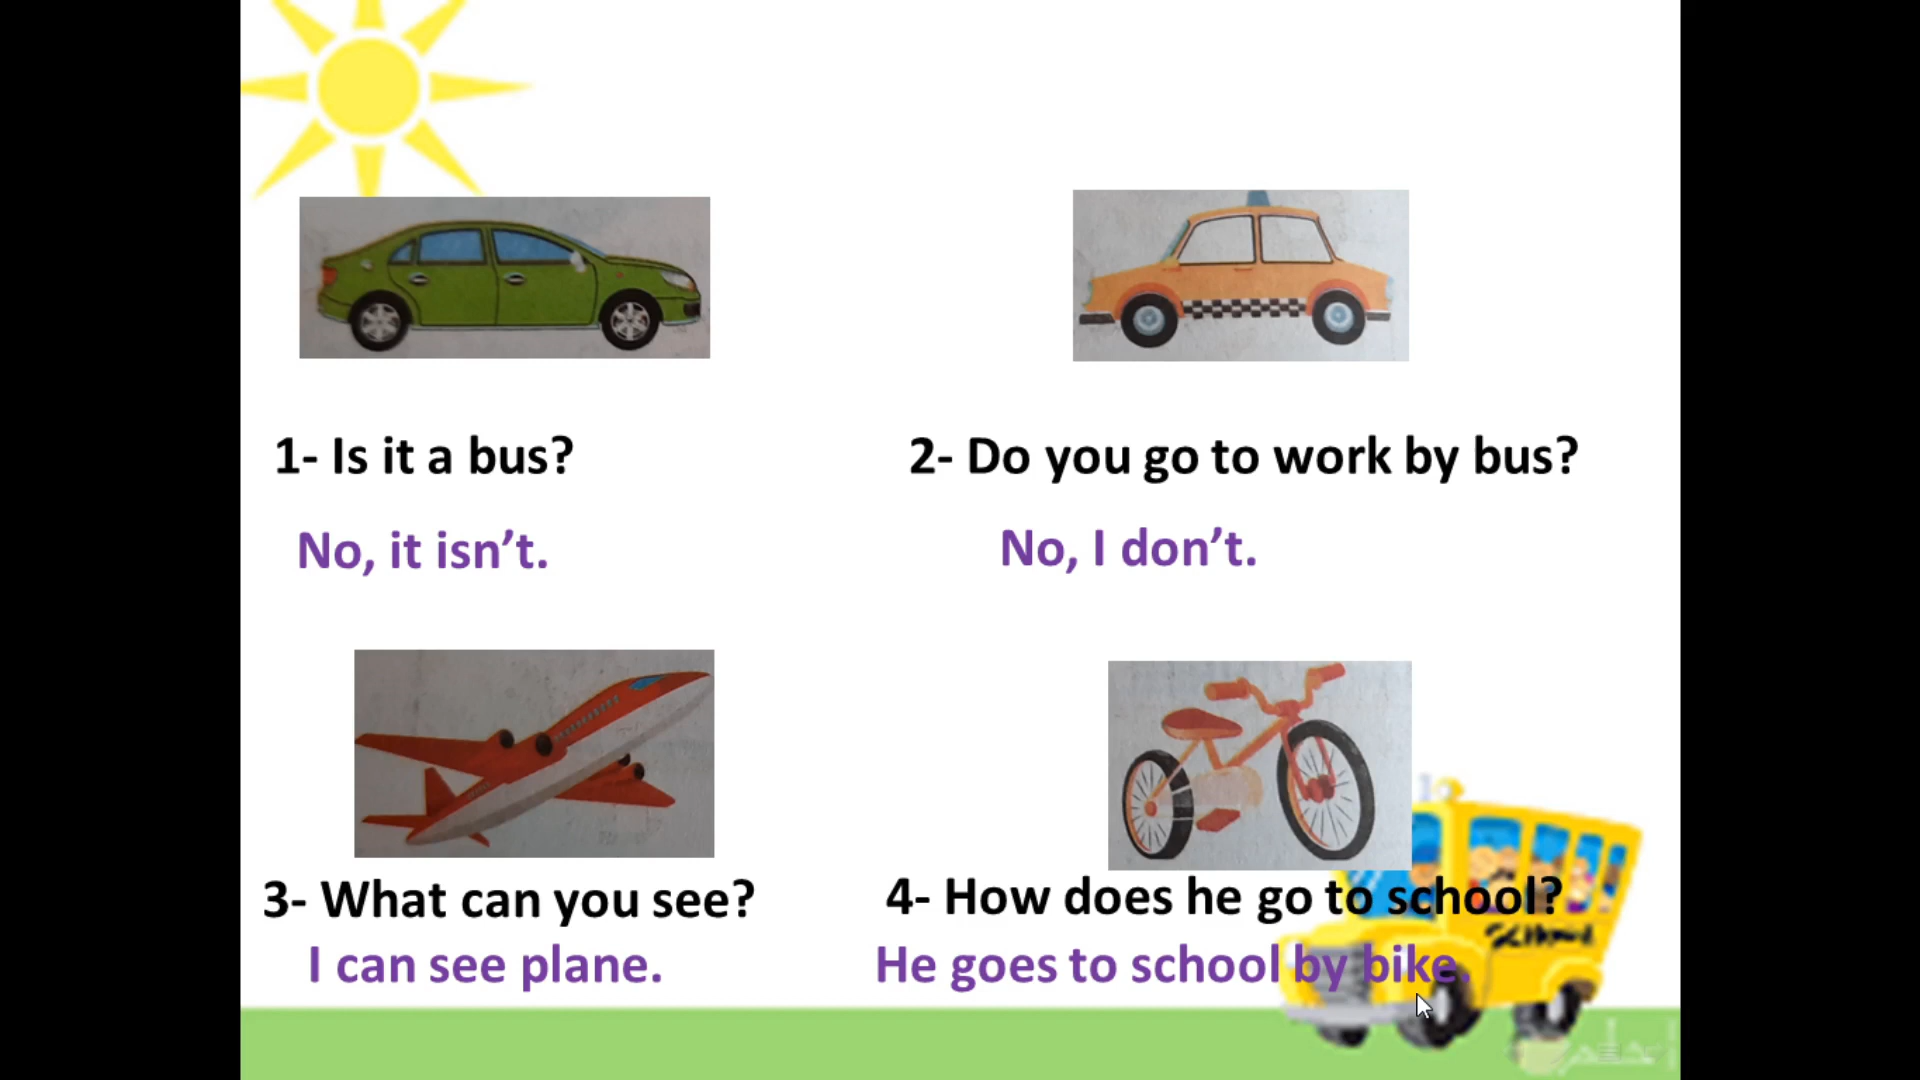 1- Is it a bus?
2- Do you go to work by bus?
No, it isn’t.
No, I don’t.
3- What can you see?
4- How does he go to school?
I can see plane.
He goes to school by bike.
SCHOOL